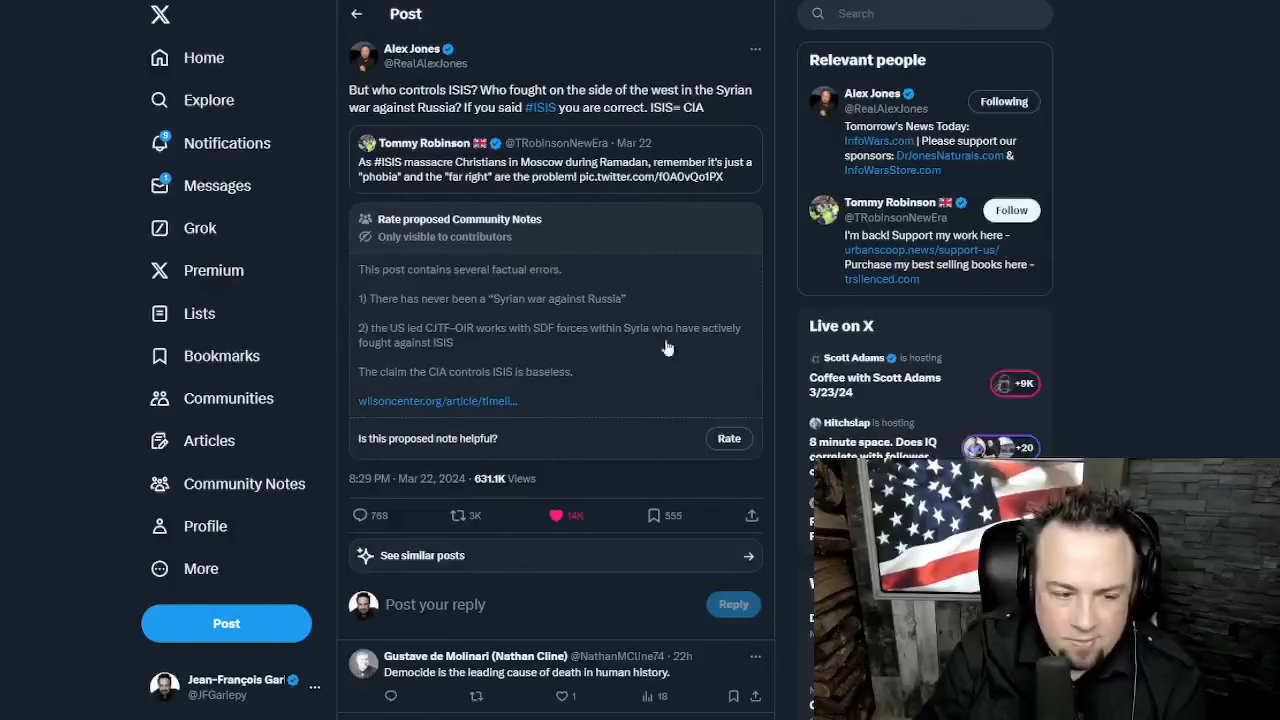 Home
Explore
9
Notifications
1
Messages
Grok
Premium
Lists
Bookmarks
Communities
Articles
Community Notes
Profile
More
Post
Jean-François Gari
@JFGariepy
Post
Alex Jones
@RealAlexJones
But who controls ISIS? Who fought on the side of the west in the Syrian
war against Russia? If you said #ISIS you are correct. ISIS= CIA
Tommy Robinson 🇬🇧 @TRobinsonNewEra · Mar 22
As #ISIS massacre Christians in Moscow during Ramadan, remember it's just a
"phobia" and the "far right" are the problem! pic.twitter.com/f0A0vQo1PX
Rate proposed Community Notes
Only visible to contributors
This post contains several factual errors.
1) There has never been a "Syrian war against Russia"
2) the US led CJTF–OIR works with SDF forces within Syria who have actively
fought against ISIS
The claim the CIA controls ISIS is baseless.
wilsoncenter.org/article/timeli...
Is this proposed note helpful?
Rate
8:29 PM · Mar 22, 2024 · 631.1K Views
768
3K
14K
555
See similar posts
Post your reply
Reply
Gustave de Molinari (Nathan Cline) @NathanMCline74 · 22h
Democide is the leading cause of death in human history.
1
18
Search
Relevant people
Alex Jones
@RealAlexJones
Following
Tomorrow's News Today:
InfoWars.com | Please support our
sponsors: DrJonesNaturals.com &
InfoWarsStore.com
Tommy Robinson 🇬🇧
@TRobinsonNewEra
Follow
I'm back! Support my work here -
urbanscoop.news/support-us/
Purchase my best selling books here -
trsilenced.com
Live on X
Scott Adams is hosting
Coffee with Scott Adams
3/23/24
+9K
Hitchslap is hosting
8 minute space. Does IQ
correlate with follower
+20